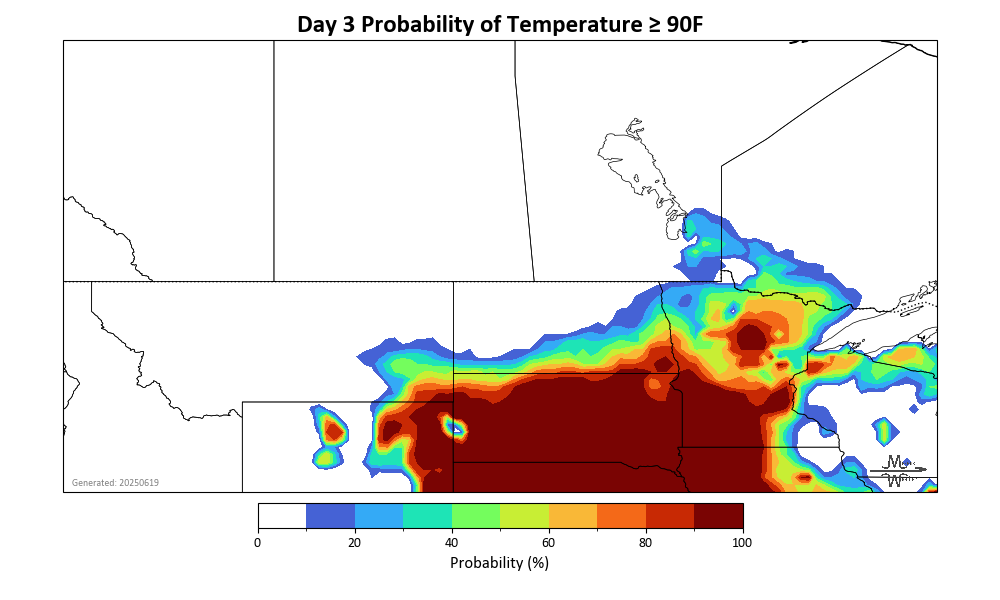 Day 3 Probability of Temperature ≥ 90F
Generated: 20250619
M
W
0 20 40 60 80 100
Probability (%)